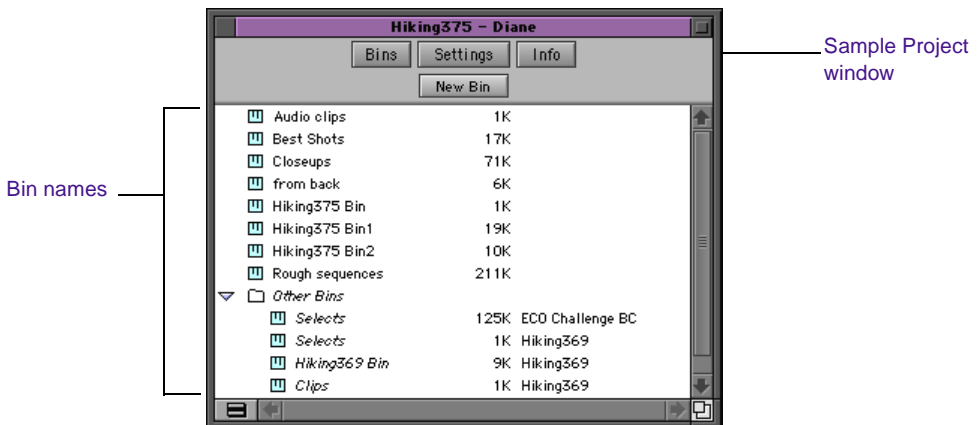 Hiking375 – Diane
Bins Settings Info
New Bin
Sample Project
window
Bin names
Audio clips 1K
Best Shots 17K
Closeups 71K
from back 6K
Hiking375 Bin 1K
Hiking375 Bin1 19K
Hiking375 Bin2 10K
Rough sequences 211K
Other Bins
Selects 125K ECO Challenge BC
Selects 1K Hiking369
Hiking369 Bin 9K Hiking369
Clips 1K Hiking369